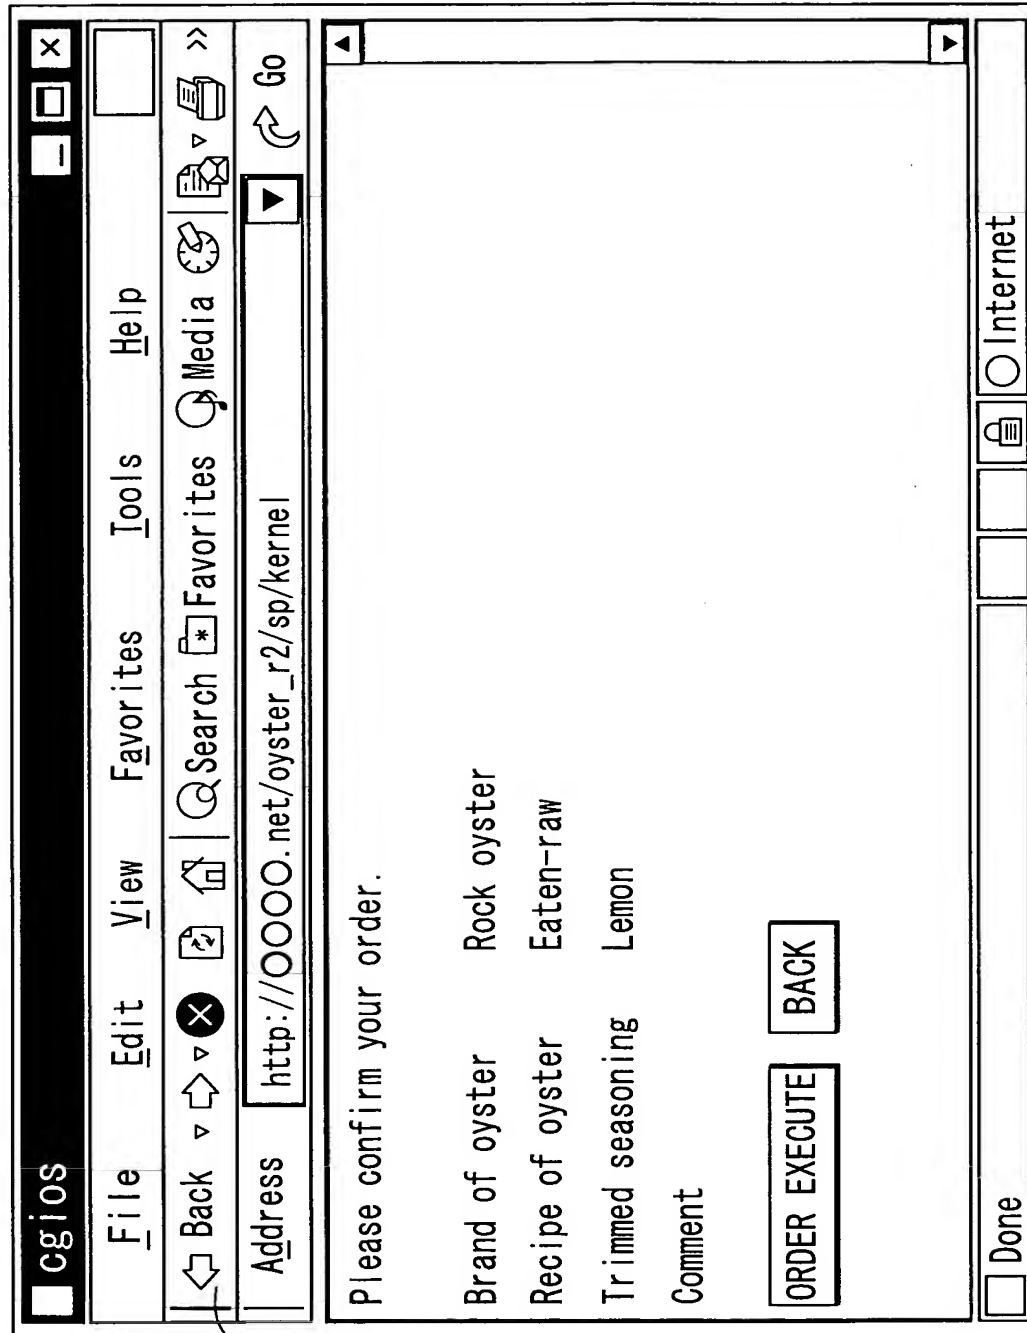 cgios
File Edit View Favorites Tools Help
Back Search Favorites Media
Address http://○○○○.net/oyster_r2/sp/kernel Go
Please confirm your order.
Brand of oyster Rock oyster
Recipe of oyster Eaten-raw
Trimmed seasoning Lemon
Comment
ORDER EXECUTE BACK
Done Internet